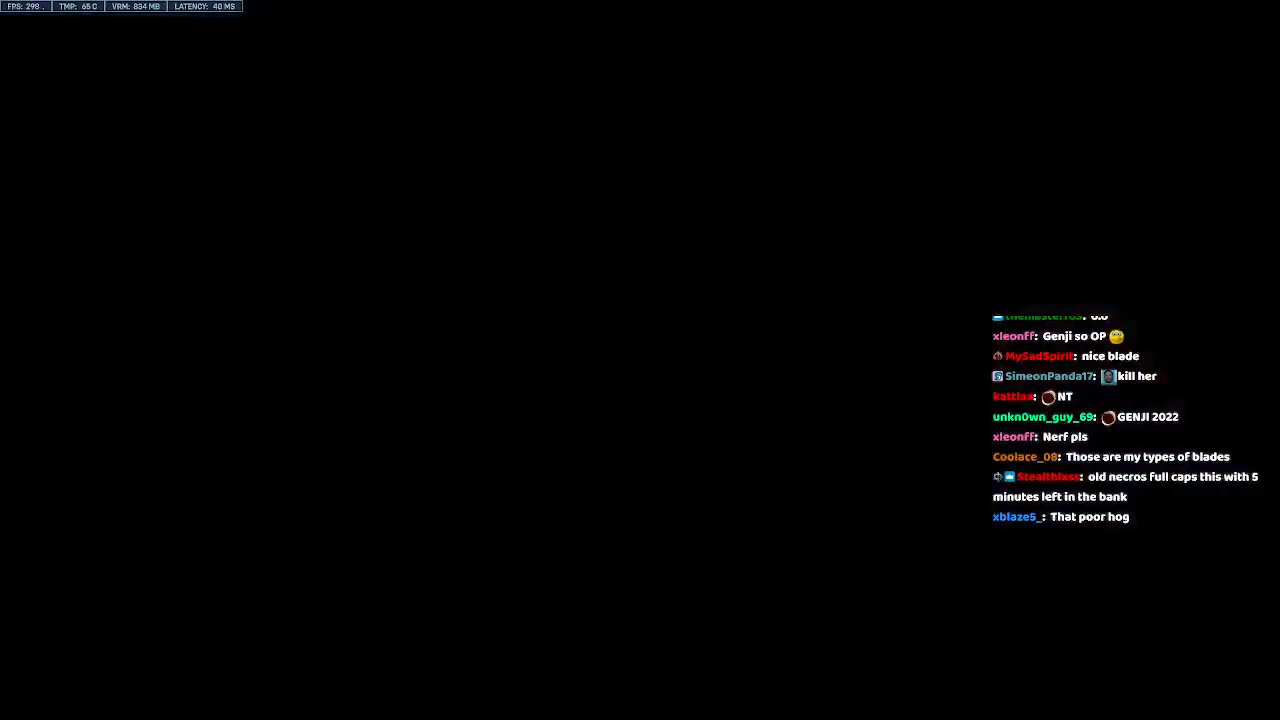 FPS: 298 . TMP: 65 C VRM: 834 MB LATENCY: 40 MS
xleonff: Genji so OP
MySadSpirit: nice blade
SimeonPanda17: kill her
kattiaa: NT
unkn0wn_guy_69: GENJI 2022
xleonff: Nerf pls
Coolace_08: Those are my types of blades
Stealthixss: old necros full caps this with 5
minutes left in the bank
xblaze5_: That poor hog